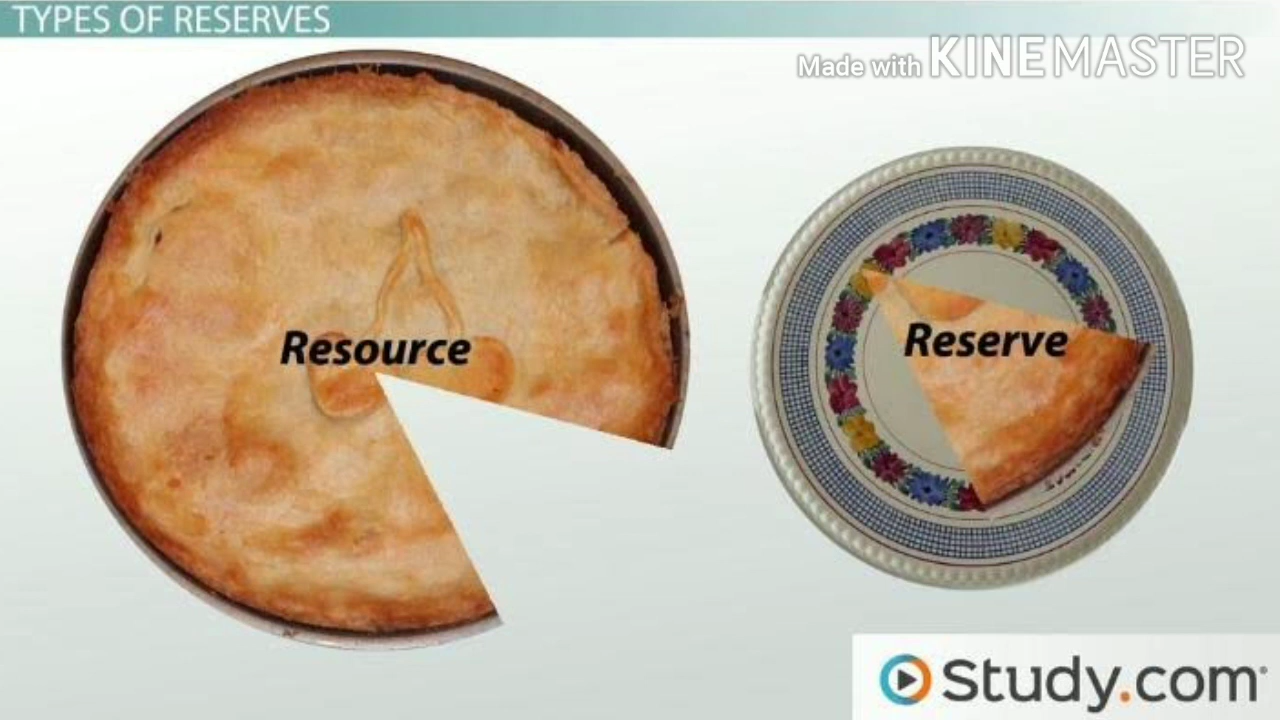 TYPES OF RESERVES
Made with KINEMASTER
Resource
Reserve
Study.com